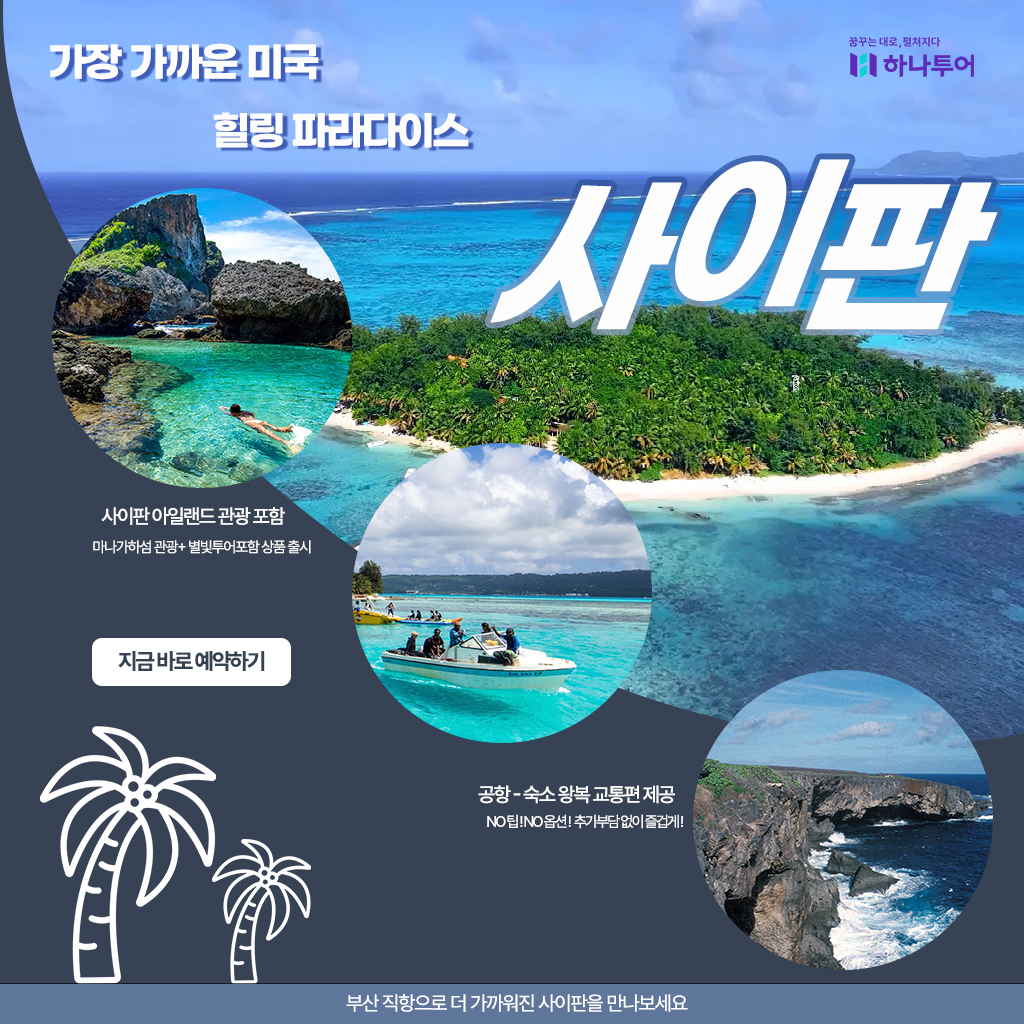 가장 가까운 미국
힐링 파라다이스
꿈꾸는 대로, 펼쳐지다
하나투어
사이판
사이판 아일랜드 관광 포함
마나가하섬 관광+ 별빛투어포함 상품 출시
지금 바로 예약하기
공항 - 숙소 왕복 교통편 제공
NO팁!NO옵션! 추가부담없이 즐겁게!
부산 직항으로 더 가까워진 사이판을 만나보세요